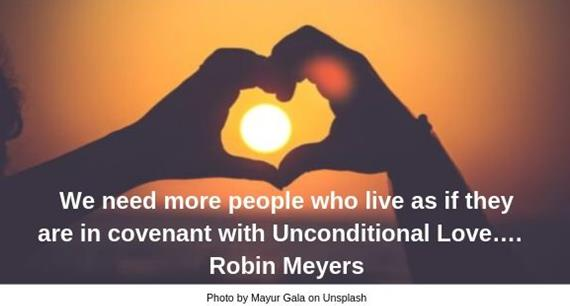 We need more people who live as if they
are in covenant with Unconditional Love....
Robin Meyers
Photo by Mayur Gala on Unsplash